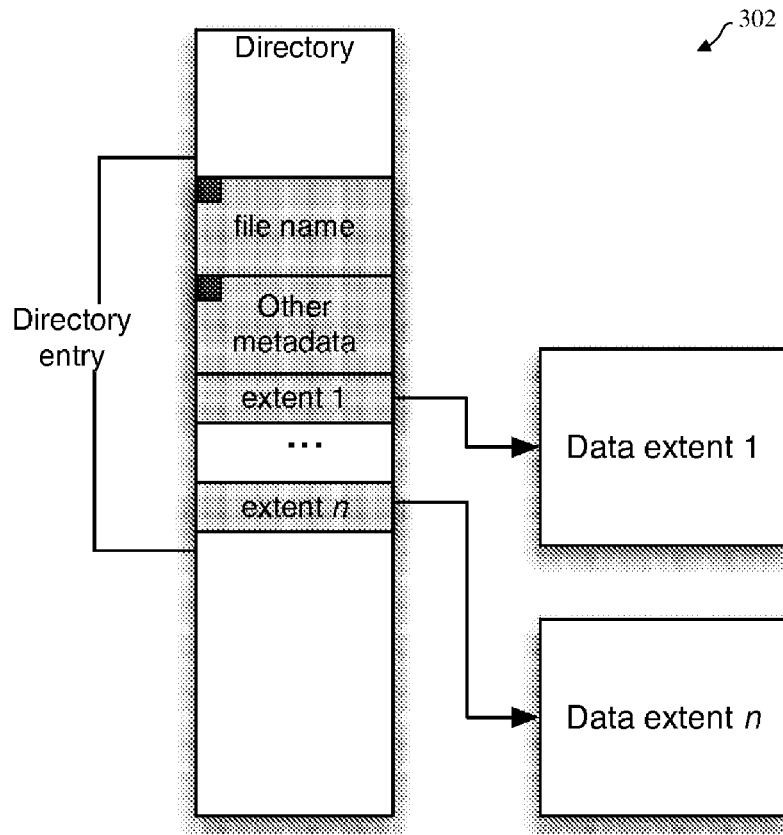 302
Directory
file name
Other
metadata
Directory
entry
extent 1
...
extent n
Data extent 1
Data extent n